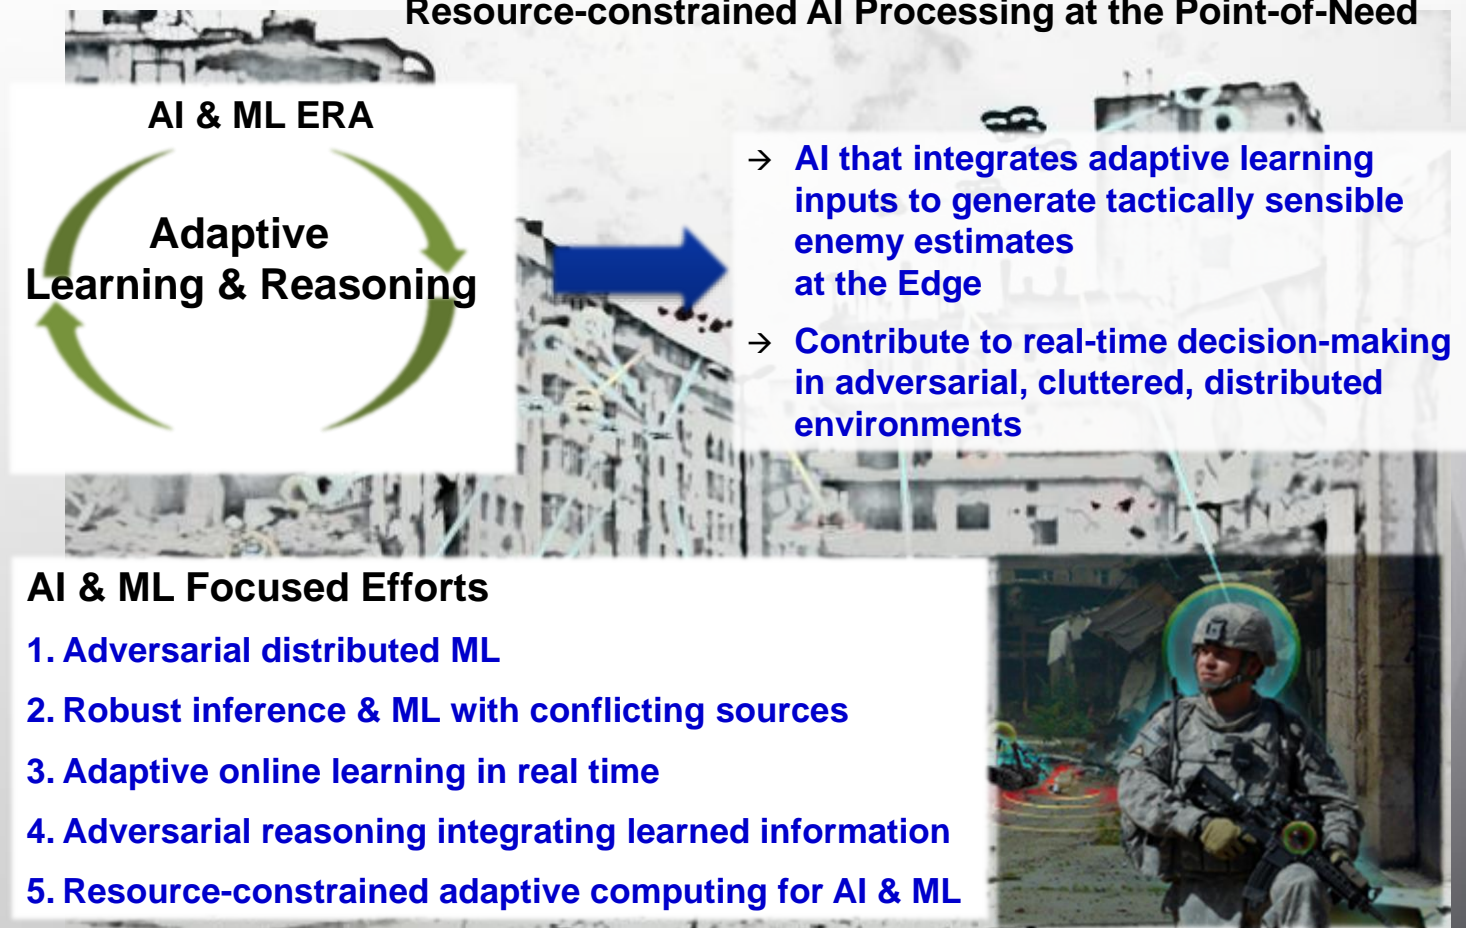 Resource-constrained AI Processing at the Point-of-Need
AI & ML ERA
Adaptive
Learning & Reasoning
→ AI that integrates adaptive learning
inputs to generate tactically sensible
enemy estimates
at the Edge
→ Contribute to real-time decision-making
in adversarial, cluttered, distributed
environments
AI & ML Focused Efforts
1. Adversarial distributed ML
2. Robust inference & ML with conflicting sources
3. Adaptive online learning in real time
4. Adversarial reasoning integrating learned information
5. Resource-constrained adaptive computing for AI & ML